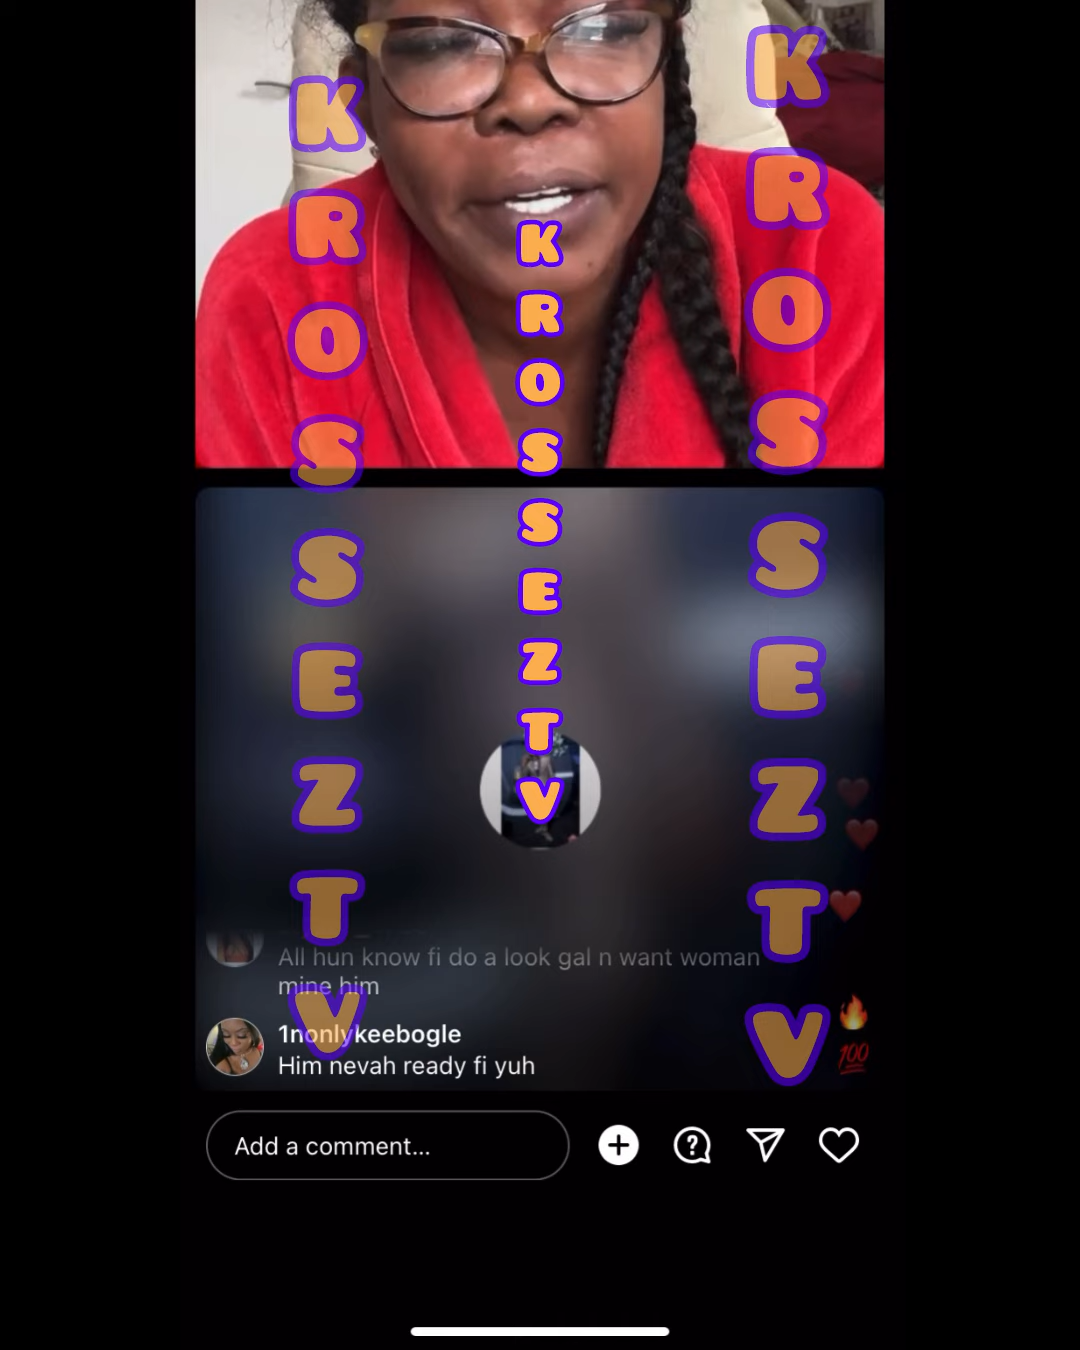 KROSSEZTV
KROSSEZTV
KROSSEZTV
All hun know fi do a look gal n want woman
mine him
1nonlykeebogle
Him nevah ready fi yuh
💯
Add a comment...